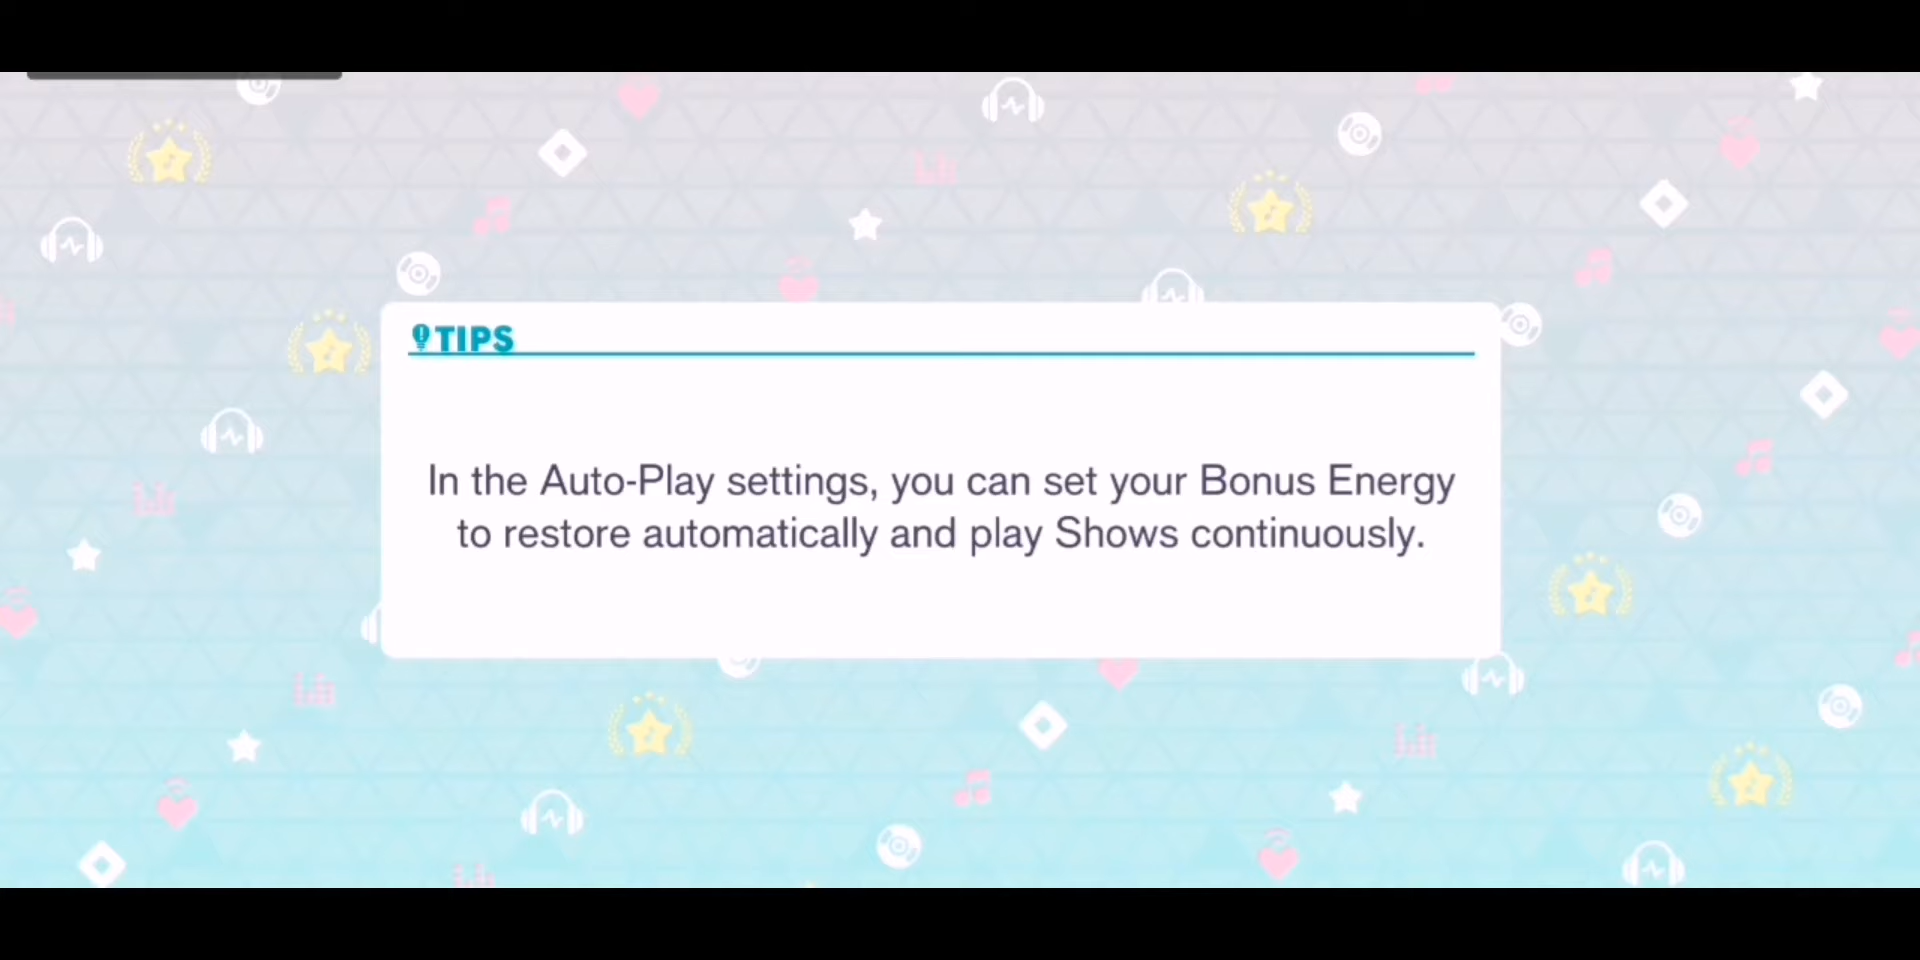 TIPS
In the Auto-Play settings, you can set your Bonus Energy
to restore automatically and play Shows continuously.